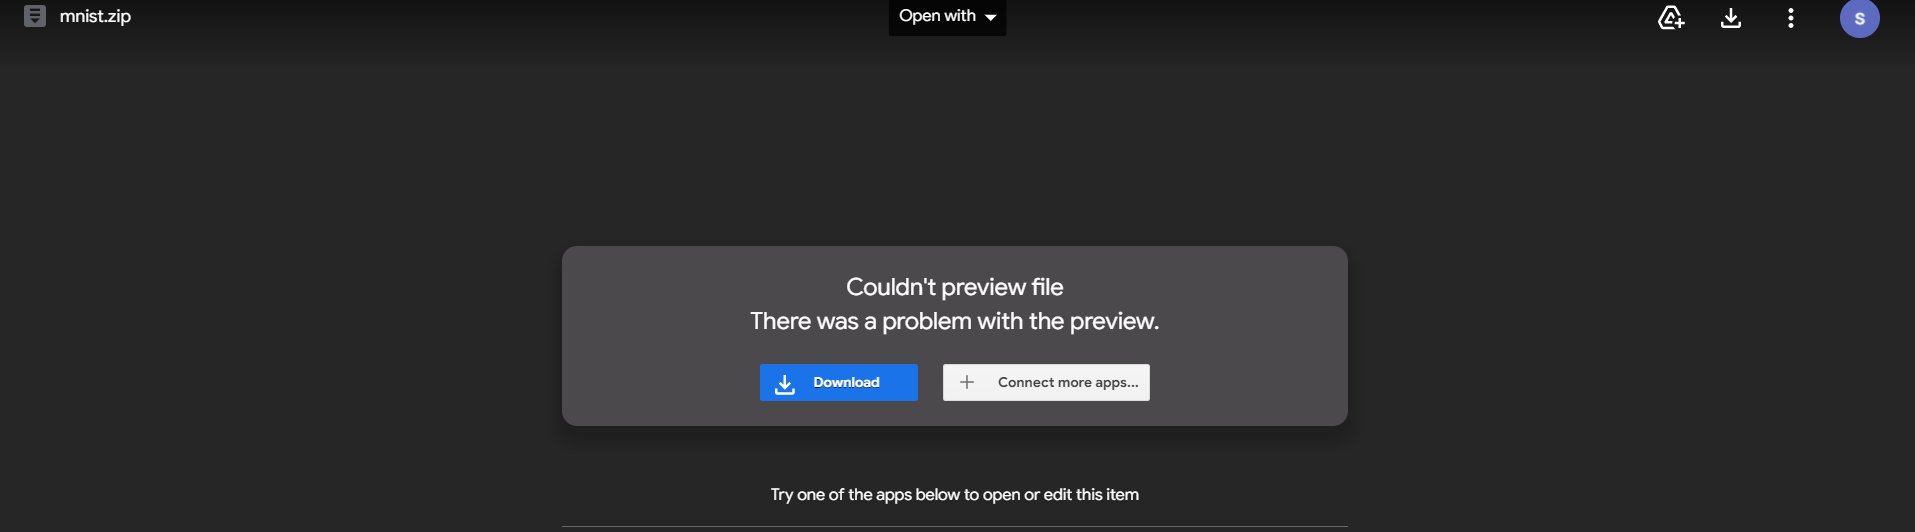 mnist.zip
Open with
S
Couldn't preview file
There was a problem with the preview.
Download
Connect more apps...
Try one of the apps below to open or edit this item